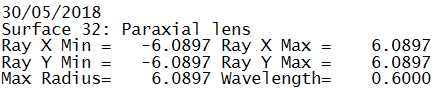 30/05/2018
Surface 32: Paraxial lens
Ray X Min =   -6.0897 Ray X Max =    6.0897
Ray Y Min =   -6.0897 Ray Y Max =    6.0897
Max Radius=    6.0897 Wavelength=    0.6000